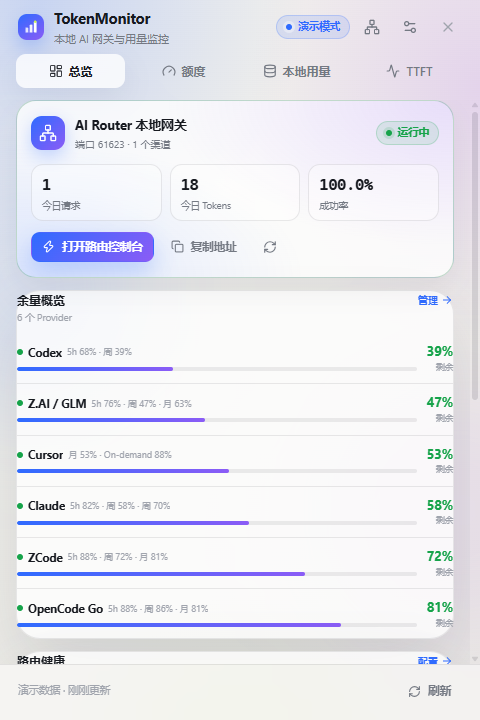 TokenMonitor
本地 AI 网关与用量监控
演示模式
总览
额度
本地用量
TTFT
AI Router 本地网关
端口 61623 · 1 个渠道
运行中
1
今日请求
18
今日 Tokens
100.0%
成功率
打开路由控制台
复制地址
余量概览
管理 →
6 个 Provider
Codex 5h 68% · 周 39%
39%
剩余
Z.AI / GLM 5h 76% · 周 47% · 月 63%
47%
剩余
Cursor 月 53% · On-demand 88%
53%
剩余
Claude 5h 82% · 周 58% · 周 70%
58%
剩余
ZCode 5h 88% · 周 72% · 月 81%
72%
剩余
OpenCode Go 5h 88% · 周 86% · 月 81%
81%
剩余
路由健康
配置 →
演示数据 · 刚刚更新
刷新